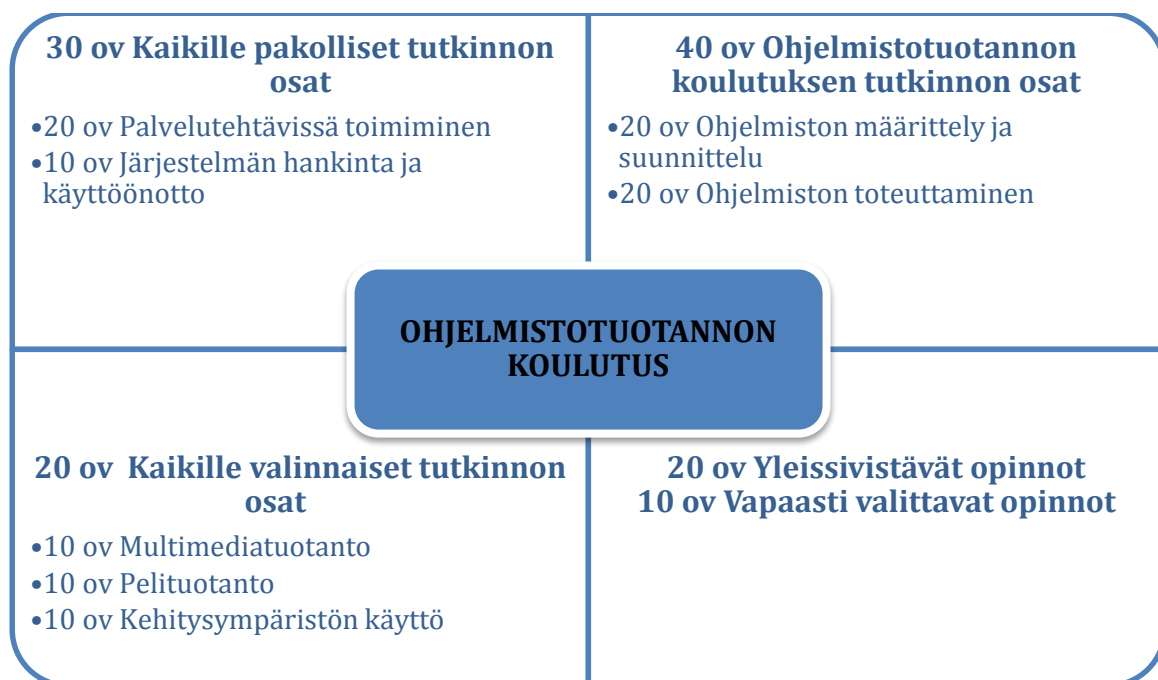 30 ov Kaikille pakolliset tutkinnon
osat
•20 ov Palvelutehtävissä toimiminen
•10 ov Järjestelmän hankinta ja
käyttöönotto
40 ov Ohjelmistotuotannon
koulutuksen tutkinnon osat
•20 ov Ohjelmiston määrittely ja
suunnittelu
•20 ov Ohjelmiston toteuttaminen
OHJELMISTOTUOTANNON
KOULUTUS
20 ov Kaikille valinnaiset tutkinnon
osat
•10 ov Multimediatuotanto
•10 ov Pelituotanto
•10 ov Kehitysympäristön käyttö
20 ov Yleissivistävät opinnot
10 ov Vapaasti valittavat opinnot